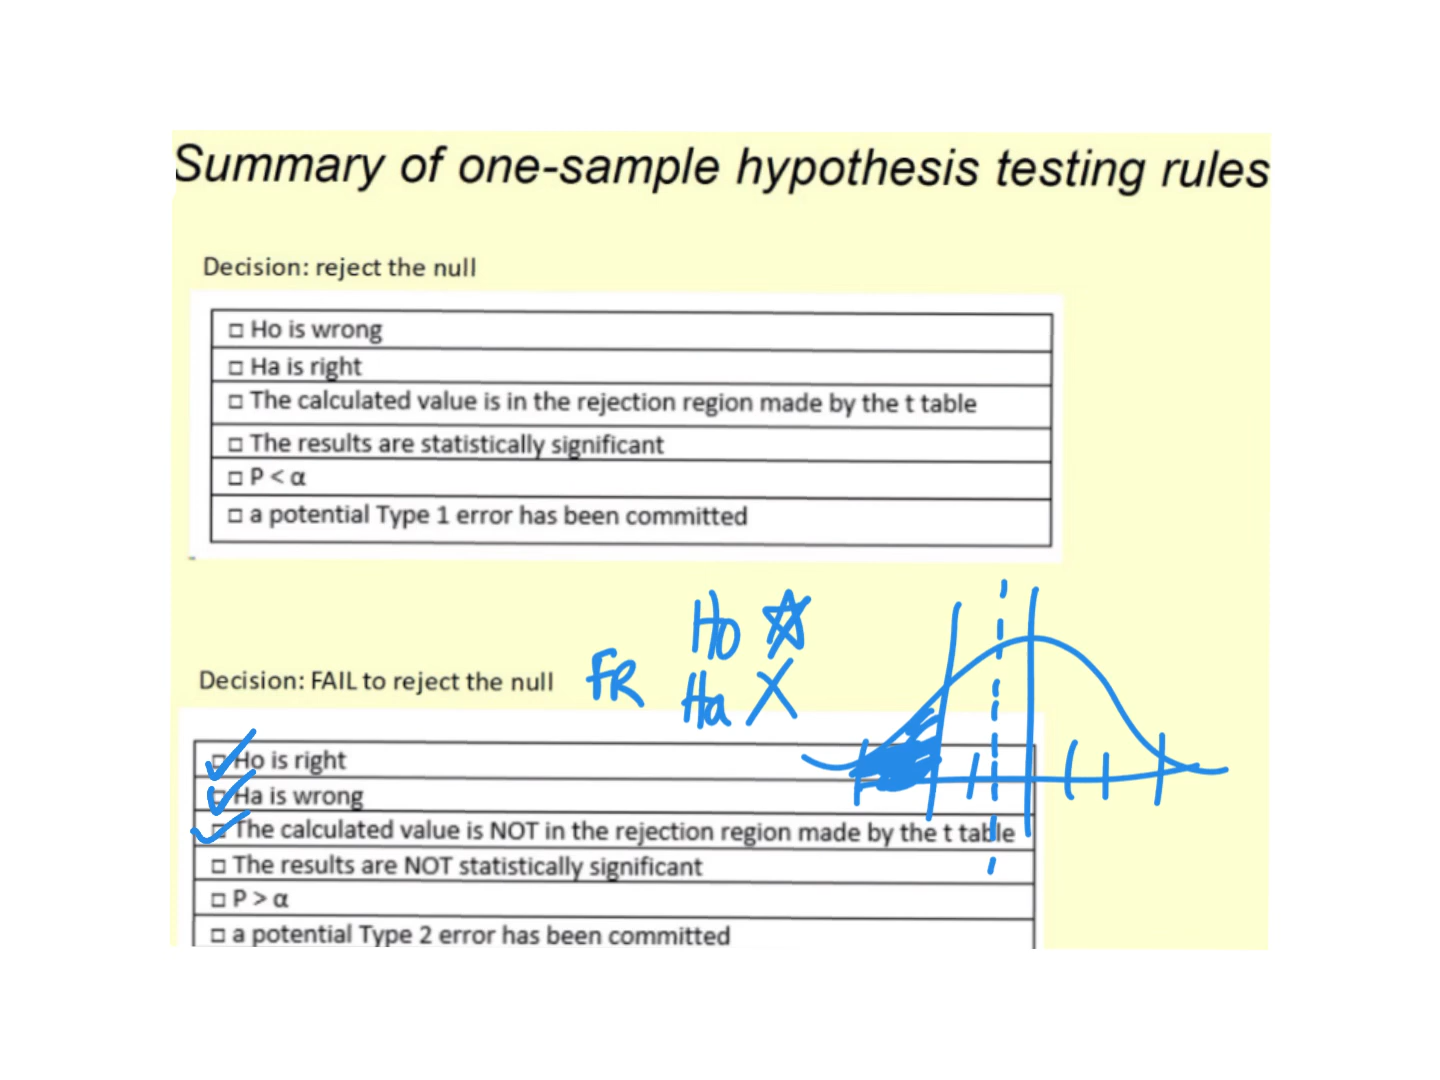 Summary of one-sample hypothesis testing rules
Decision: reject the null
□ Ho is wrong
□ Ha is right
□ The calculated value is in the rejection region made by the t table
□ The results are statistically significant
□ P < α
□ a potential Type 1 error has been committed
Ho
Decision: FAIL to reject the null FR
Ha X
□ Ho is right
□ Ha is wrong
□ The calculated value is NOT in the rejection region made by the t table
□ The results are NOT statistically significant
□ P > α
□ a potential Type 2 error has been committed